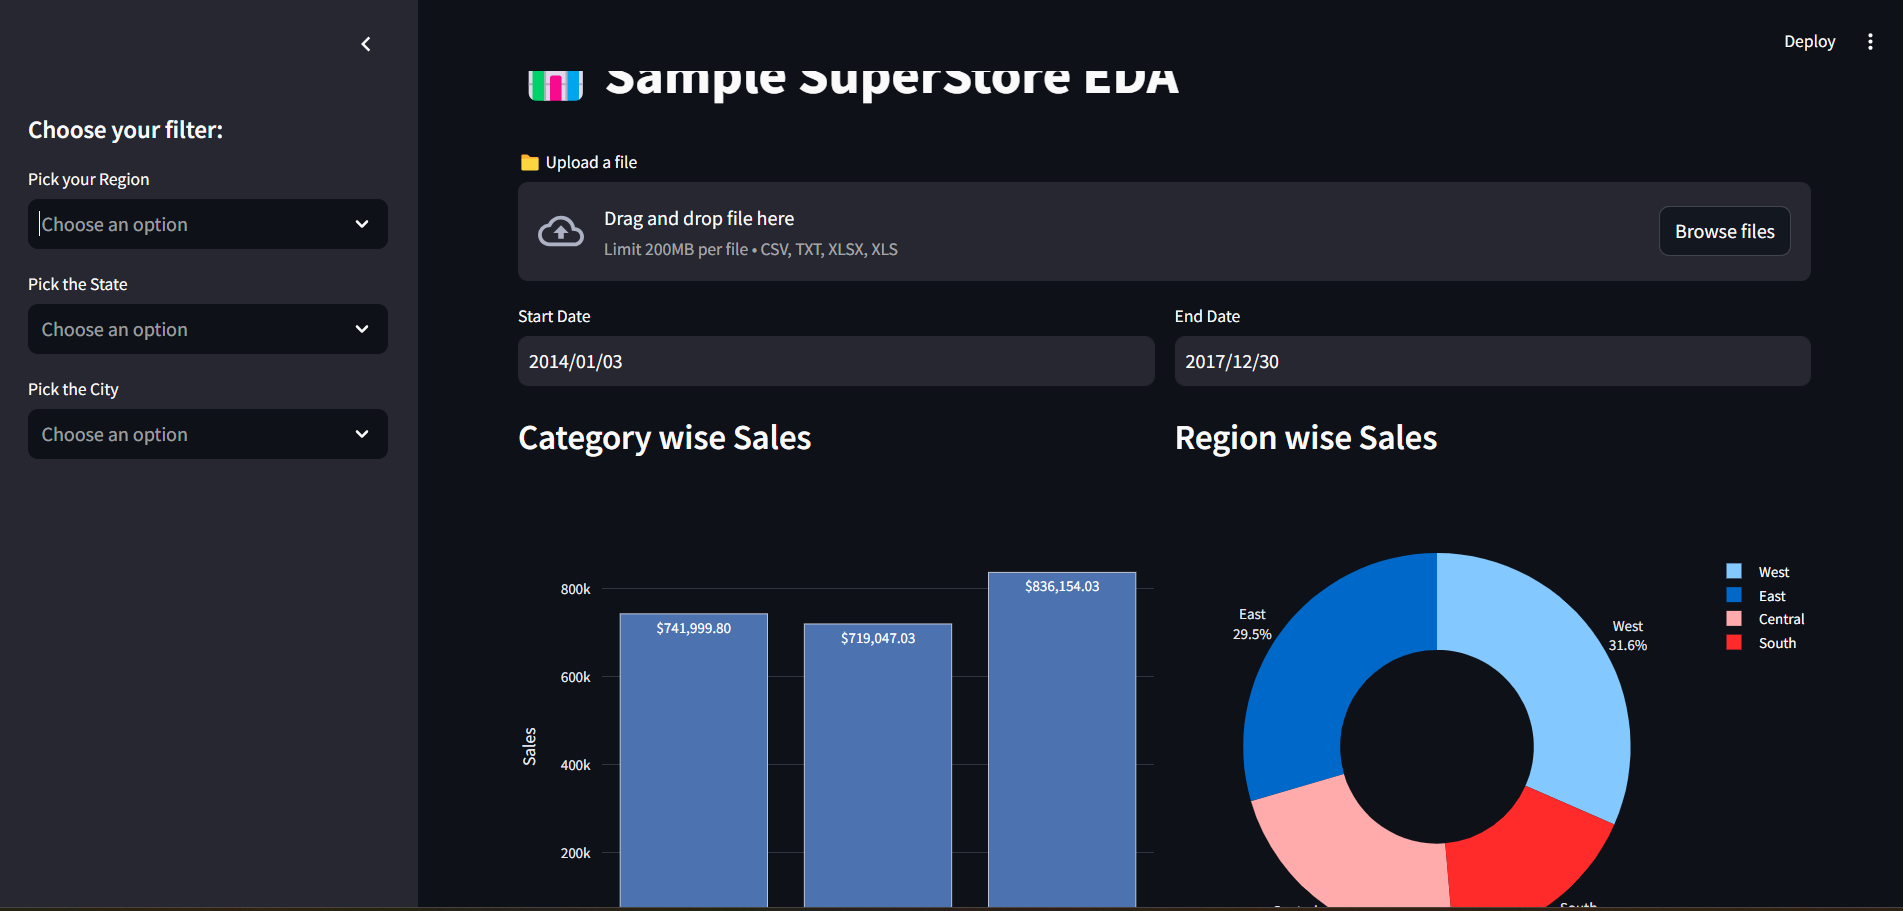 Deploy
Sample SuperStore EDA
Choose your filter:
Pick your Region
Choose an option
Pick the State
Choose an option
Pick the City
Choose an option
Upload a file
Drag and drop file here
Limit 200MB per file • CSV, TXT, XLSX, XLS
Browse files
Start Date
2014/01/03
End Date
2017/12/30
Category wise Sales
800k
600k
400k
200k
Sales
$741,999.80
$719,047.03
$836,154.03
Region wise Sales
East
29.5%
West
31.6%
South
West
East
Central
South